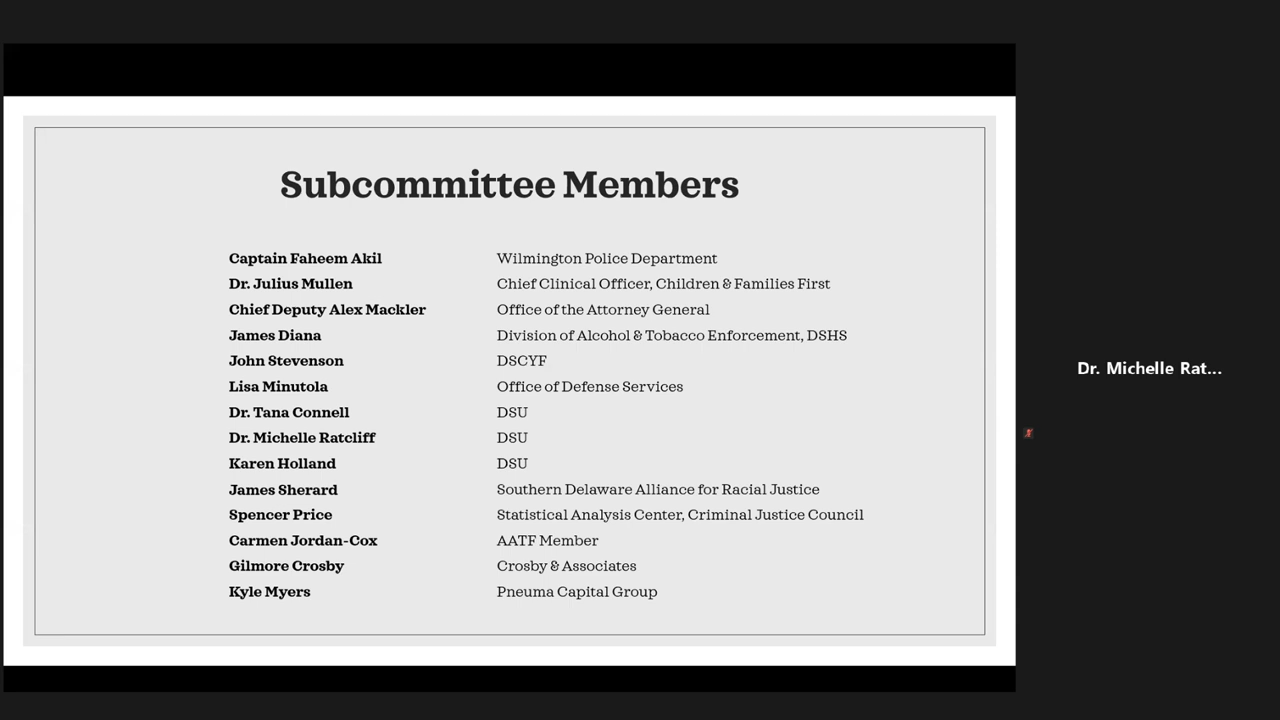 Subcommittee Members
Captain Faheem Akil Wilmington Police Department
Dr. Julius Mullen Chief Clinical Officer, Children & Families First
Chief Deputy Alex Mackler Office of the Attorney General
James Diana Division of Alcohol & Tobacco Enforcement, DSHS
John Stevenson DSCYF
Lisa Minutola Office of Defense Services
Dr. Tana Connell DSU
Dr. Michelle Ratcliff DSU
Karen Holland DSU
James Sherard Southern Delaware Alliance for Racial Justice
Spencer Price Statistical Analysis Center, Criminal Justice Council
Carmen Jordan-Cox AATF Member
Gilmore Crosby Crosby & Associates
Kyle Myers Pneuma Capital Group
Dr. Michelle Rat...